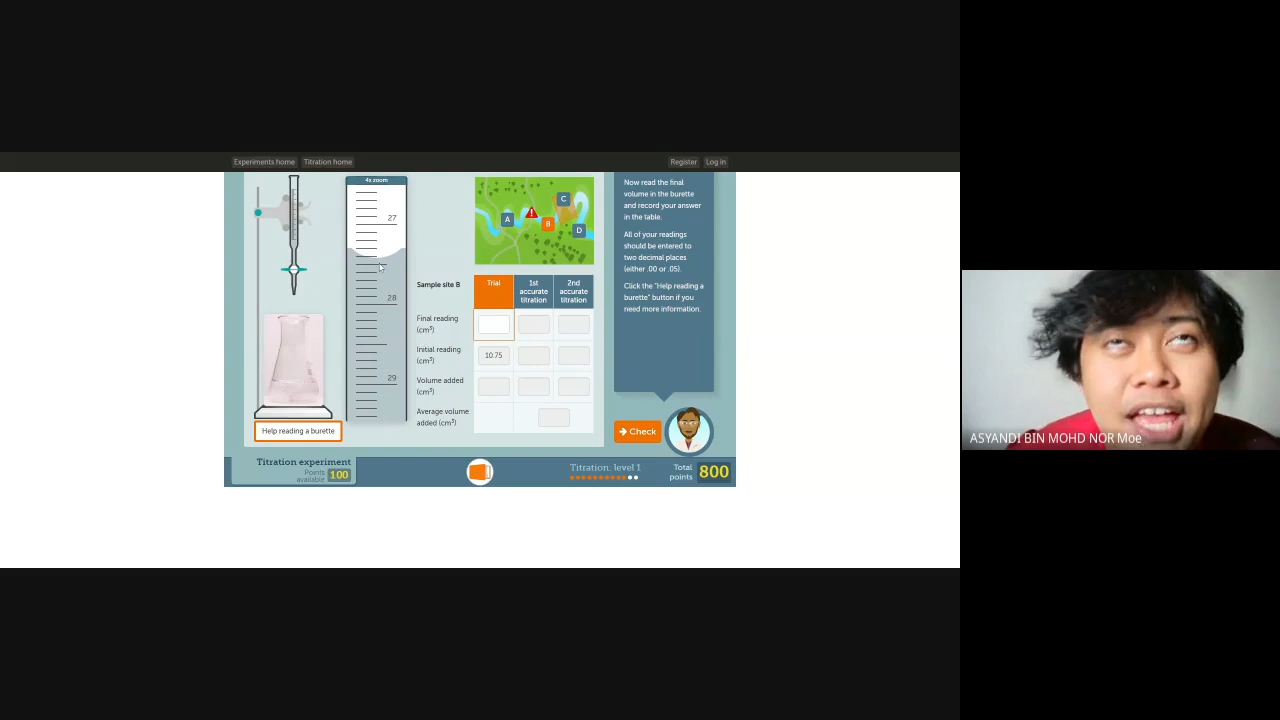 Experiments home
Titration home
Register
Log in
4x zoom
27
28
29
Help reading a burette
A
B
C
D
Sample site B
Trial
1st accurate titration
2nd accurate titration
Final reading (cm³)
Initial reading (cm³)
10.75
Volume added (cm³)
Average volume added (cm³)
Now read the final
volume in the burette
and record your answer
in the table.
All of your readings
should be entered to
two decimal places
(either .00 or .05).
Click the "Help reading a
burette" button if you
need more information.
Check
Titration experiment
Points available 100
Titration: level 1
Total points 800
ASYANDI BIN MOHD NOR Moe